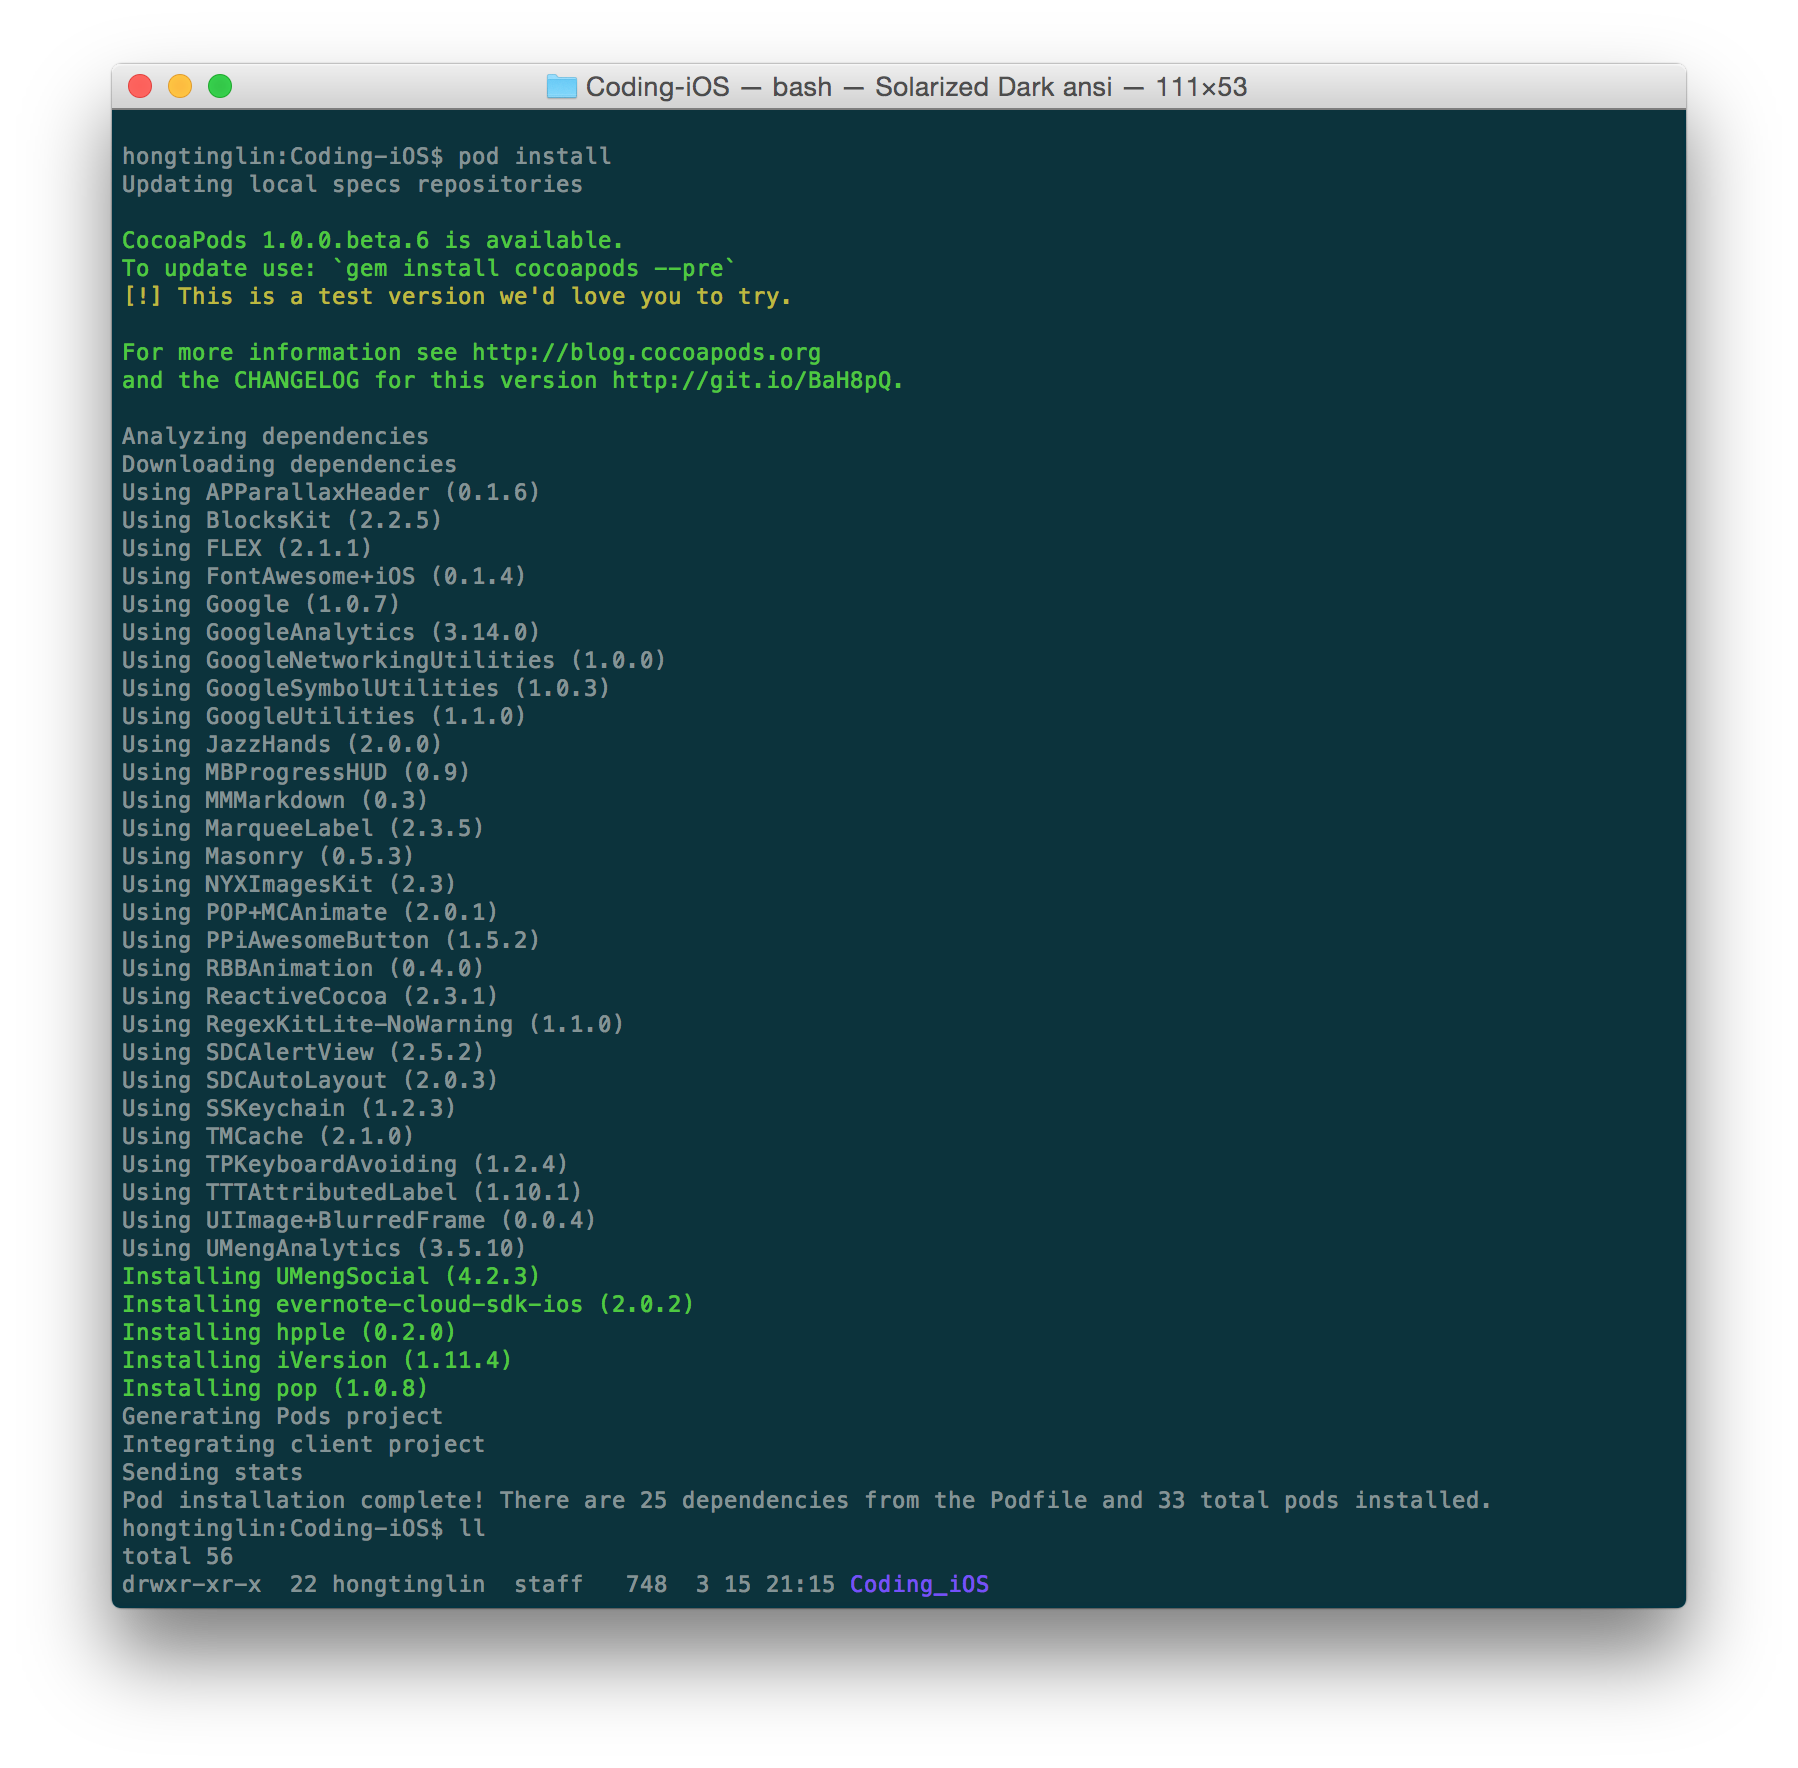 Coding-iOS — bash — Solarized Dark ansi — 111×53
hongtinglin:Coding-iOS$ pod install
Updating local specs repositories
CocoaPods 1.0.0.beta.6 is available.
To update use: `gem install cocoapods --pre`
[!] This is a test version we'd love you to try.
For more information see http://blog.cocoapods.org
and the CHANGELOG for this version http://git.io/BaH8pQ.
Analyzing dependencies
Downloading dependencies
Using APParallaxHeader (0.1.6)
Using BlocksKit (2.2.5)
Using FLEX (2.1.1)
Using FontAwesome+iOS (0.1.4)
Using Google (1.0.7)
Using GoogleAnalytics (3.14.0)
Using GoogleNetworkingUtilities (1.0.0)
Using GoogleSymbolUtilities (1.0.3)
Using GoogleUtilities (1.1.0)
Using JazzHands (2.0.0)
Using MBProgressHUD (0.9)
Using MMMarkdown (0.3)
Using MarqueeLabel (2.3.5)
Using Masonry (0.5.3)
Using NYXImagesKit (2.3)
Using POP+MCAnimate (2.0.1)
Using PPiAwesomeButton (1.5.2)
Using RBBAnimation (0.4.0)
Using ReactiveCocoa (2.3.1)
Using RegexKitLite-NoWarning (1.1.0)
Using SDCAlertView (2.5.2)
Using SDCAutoLayout (2.0.3)
Using SSKeychain (1.2.3)
Using TMCache (2.1.0)
Using TPKeyboardAvoiding (1.2.4)
Using TTTAttributedLabel (1.10.1)
Using UIImage+BlurredFrame (0.0.4)
Using UMengAnalytics (3.5.10)
Installing UMengSocial (4.2.3)
Installing evernote-cloud-sdk-ios (2.0.2)
Installing hpple (0.2.0)
Installing iVersion (1.11.4)
Installing pop (1.0.8)
Generating Pods project
Integrating client project
Sending stats
Pod installation complete! There are 25 dependencies from the Podfile and 33 total pods installed.
hongtinglin:Coding-iOS$ ll
total 56
drwxr-xr-x  22 hongtinglin  staff   748  3 15 21:15 Coding_iOS